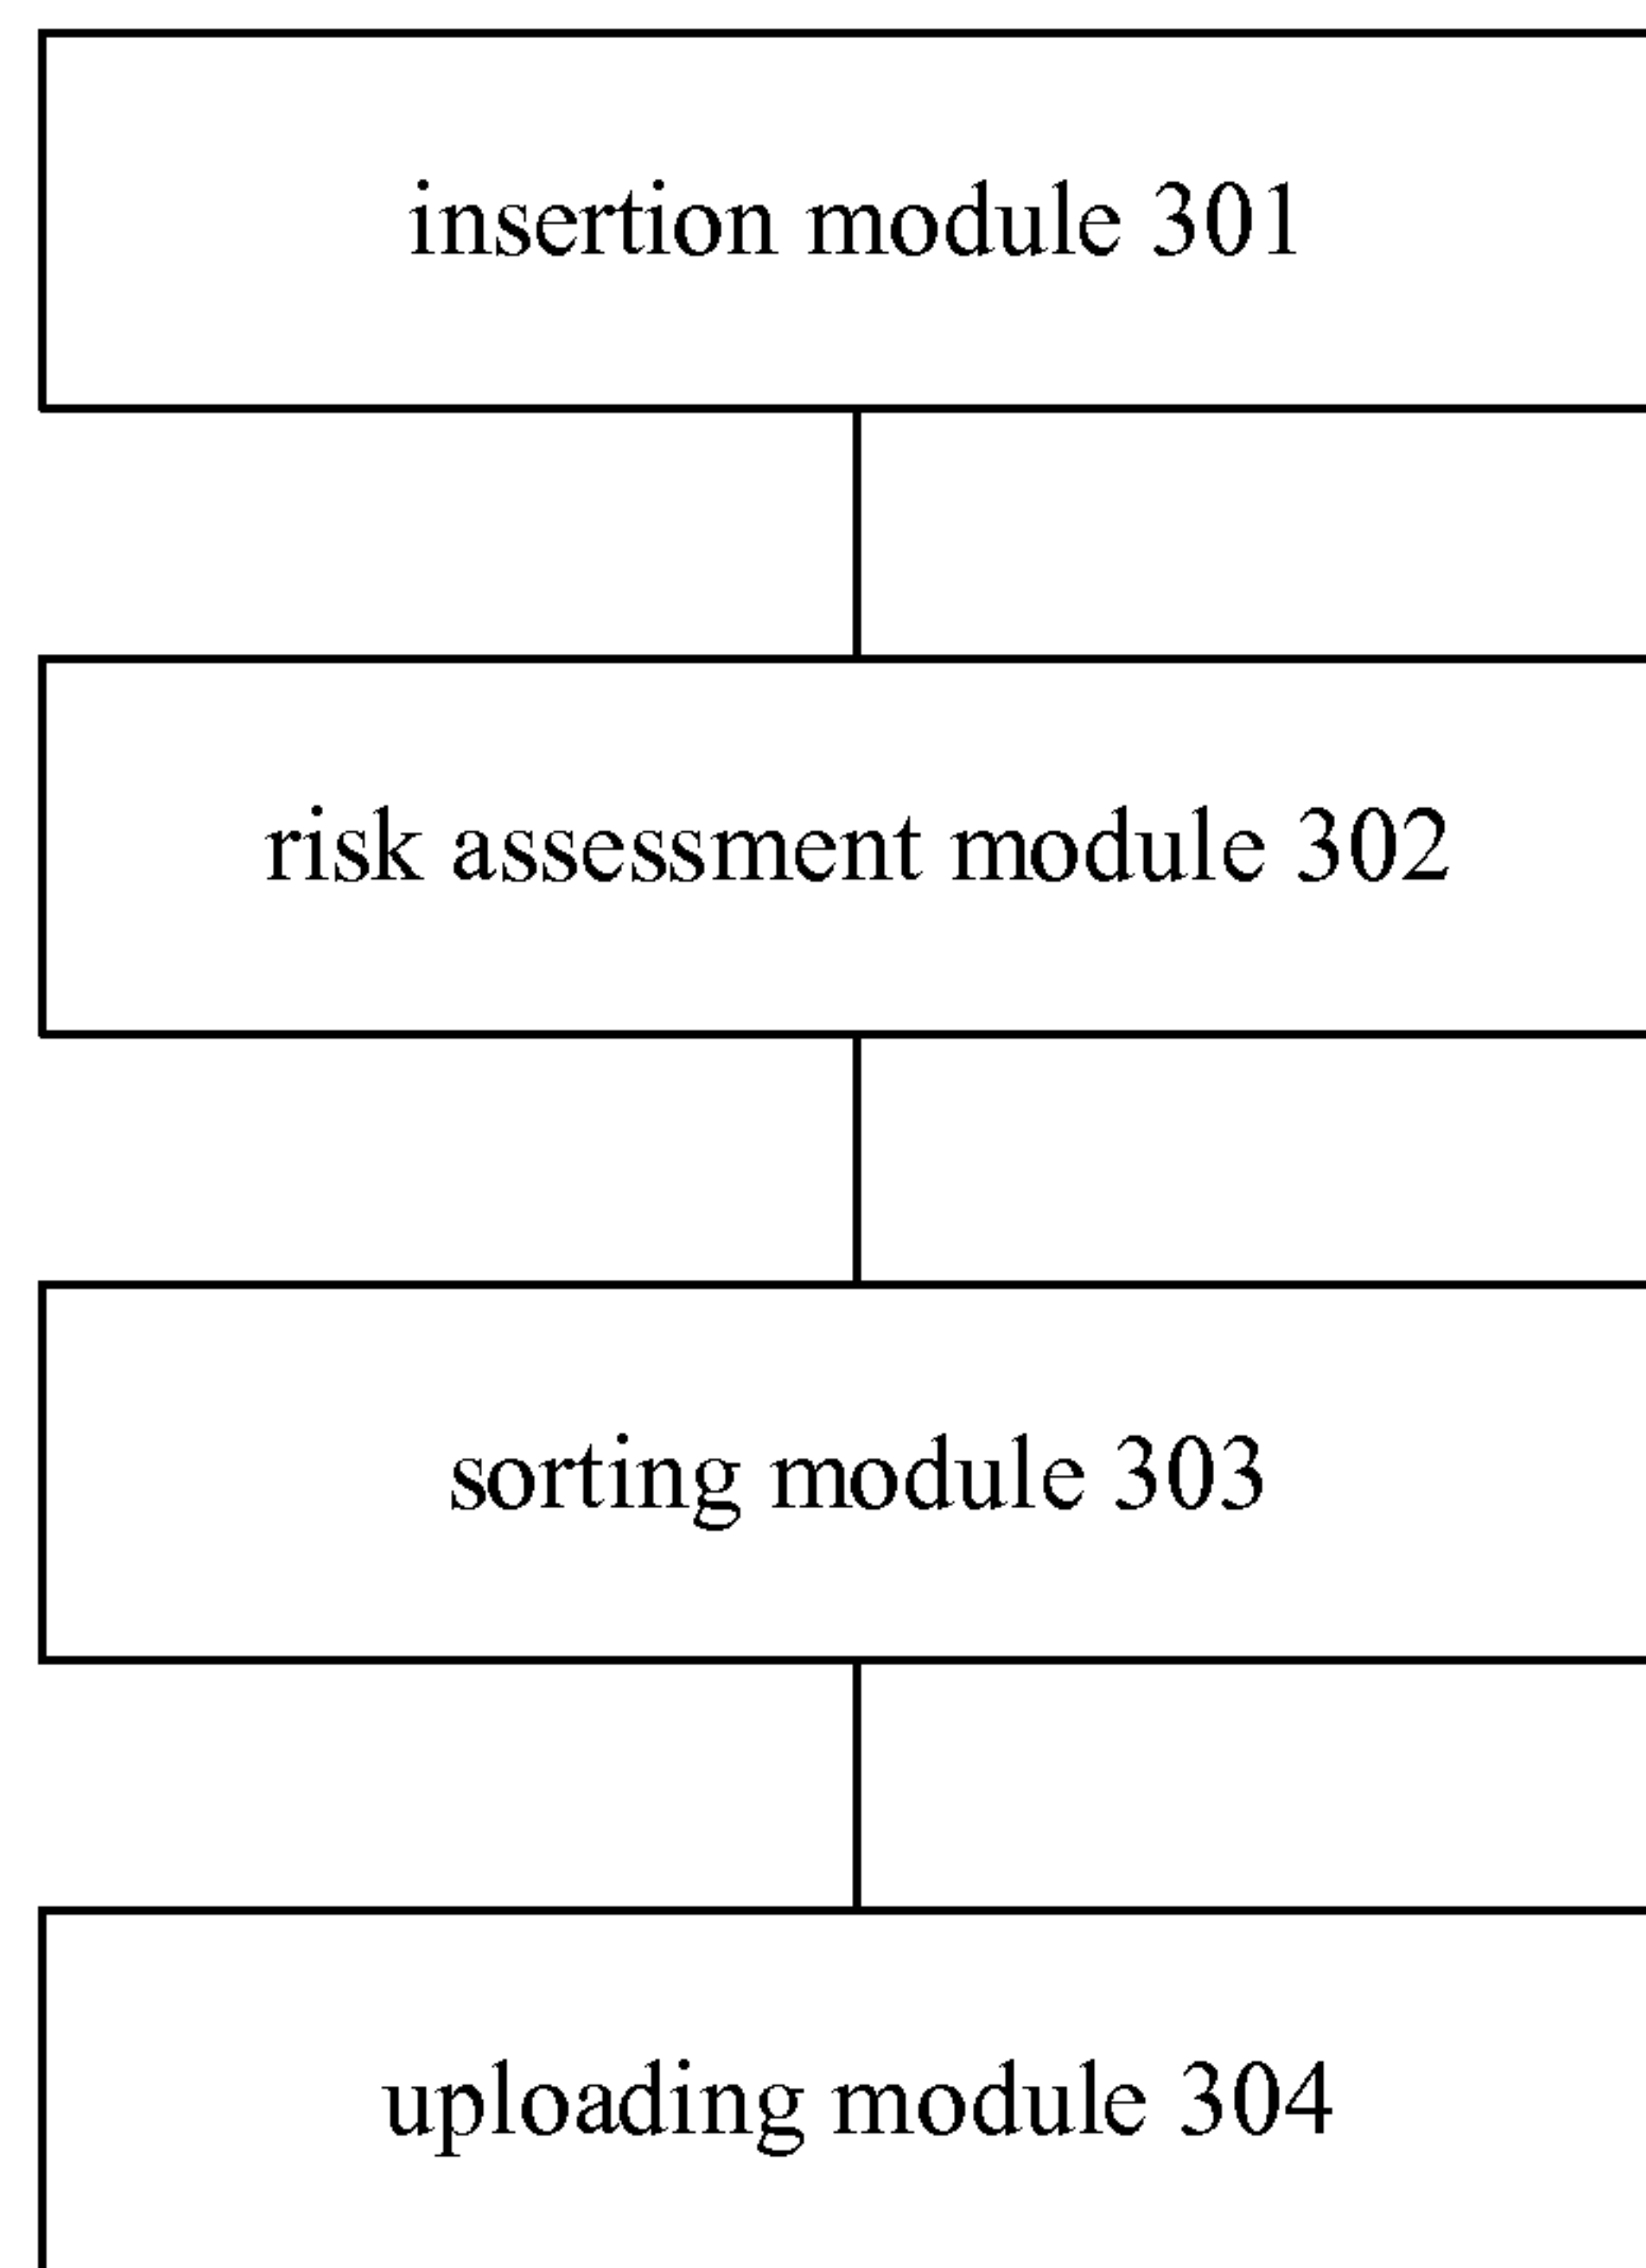 insertion module 301
risk assessment module 302
sorting module 303
uploading module 304